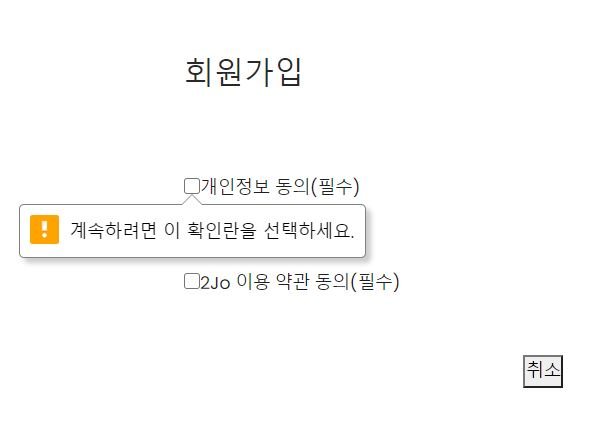 회원가입
개인정보 동의(필수)
계속하려면 이 확인란을 선택하세요.
2Jo 이용 약관 동의(필수)
취소